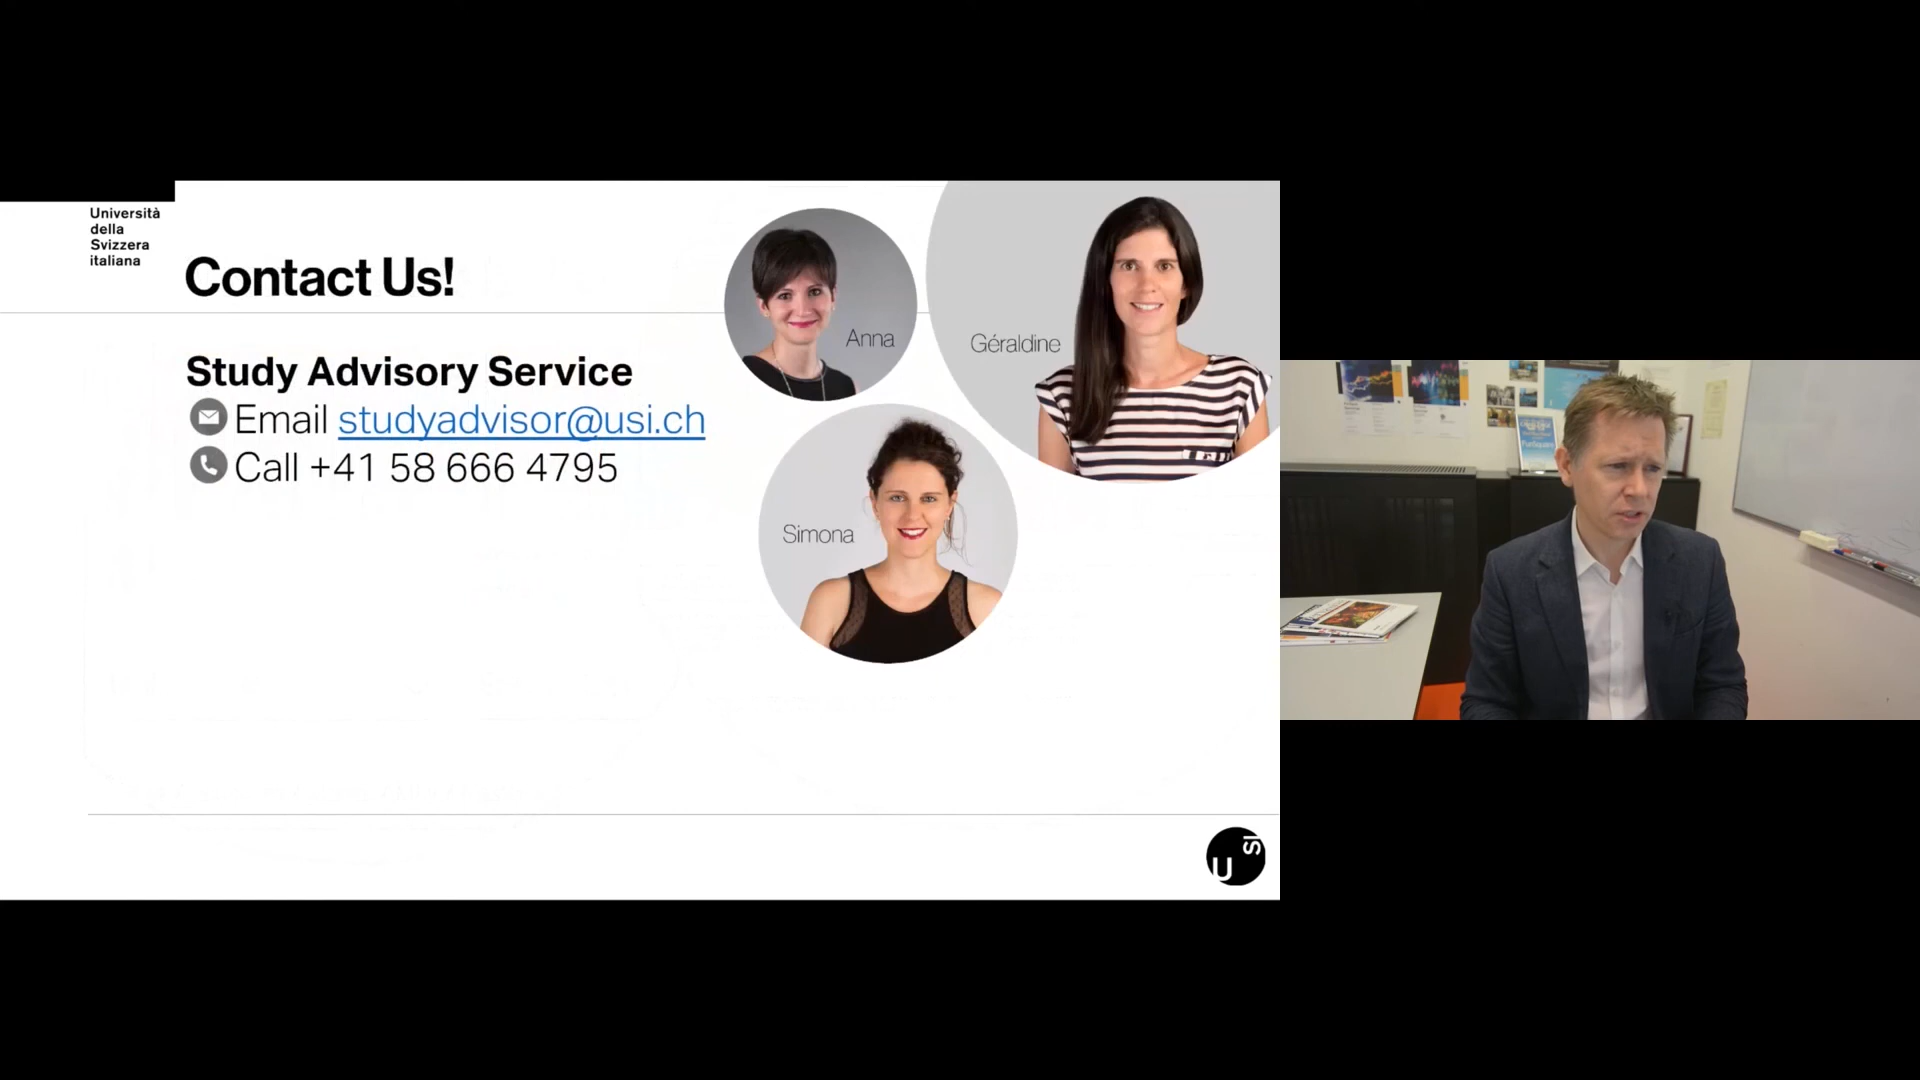 Università
della
Svizzera
italiana
Contact Us!
Study Advisory Service
Email studyadvisor@usi.ch
Call +41 58 666 4795
Anna
Géraldine
Simona
USI